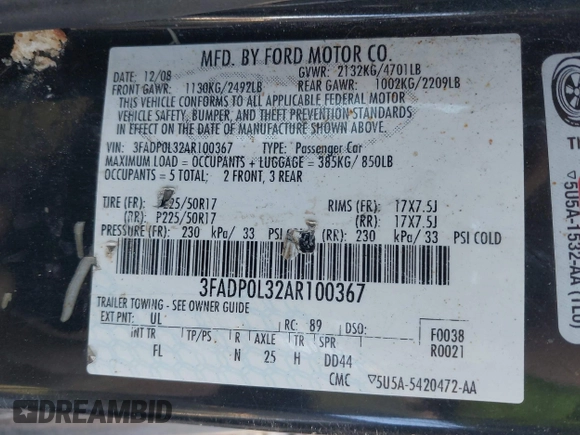 MFD. BY FORD MOTOR CO.
DATE: 12/08 GVWR: 2132KG/4701LB
FRONT GAWR: 1130KG/2492LB REAR GAWR: 1002KG/2209LB
THIS VEHICLE CONFORMS TO ALL APPLICABLE FEDERAL MOTOR
VEHICLE SAFETY, BUMPER, AND THEFT PREVENTION STANDARDS
IN EFFECT ON THE DATE OF MANUFACTURE SHOWN ABOVE.
VIN: 3FADP0L32AR100367 TYPE: Passenger Car
MAXIMUM LOAD = OCCUPANTS + LUGGAGE = 385KG/ 850LB
OCCUPANTS = 5 TOTAL: 2 FRONT, 3 REAR
TIRE (FR): P225/50R17 RIMS (FR): 17X7.5J
(RR): P225/50R17 (RR): 17X7.5J
PRESSURE (FR): 230 kPa/ 33 PSI (RR): 230 kPa/ 33 PSI COLD
3FADP0L32AR100367
TRAILER TOWING - SEE OWNER GUIDE
EXT PNT: UL RC: 89 DSO: F0038
INT TR TP/PS R AXLE TR SPR R0021
FL N 25 H DD44
CMC ▽5U5A-5420472-AA
▽5U5A-1532-AA (TLU)
DREAMBID